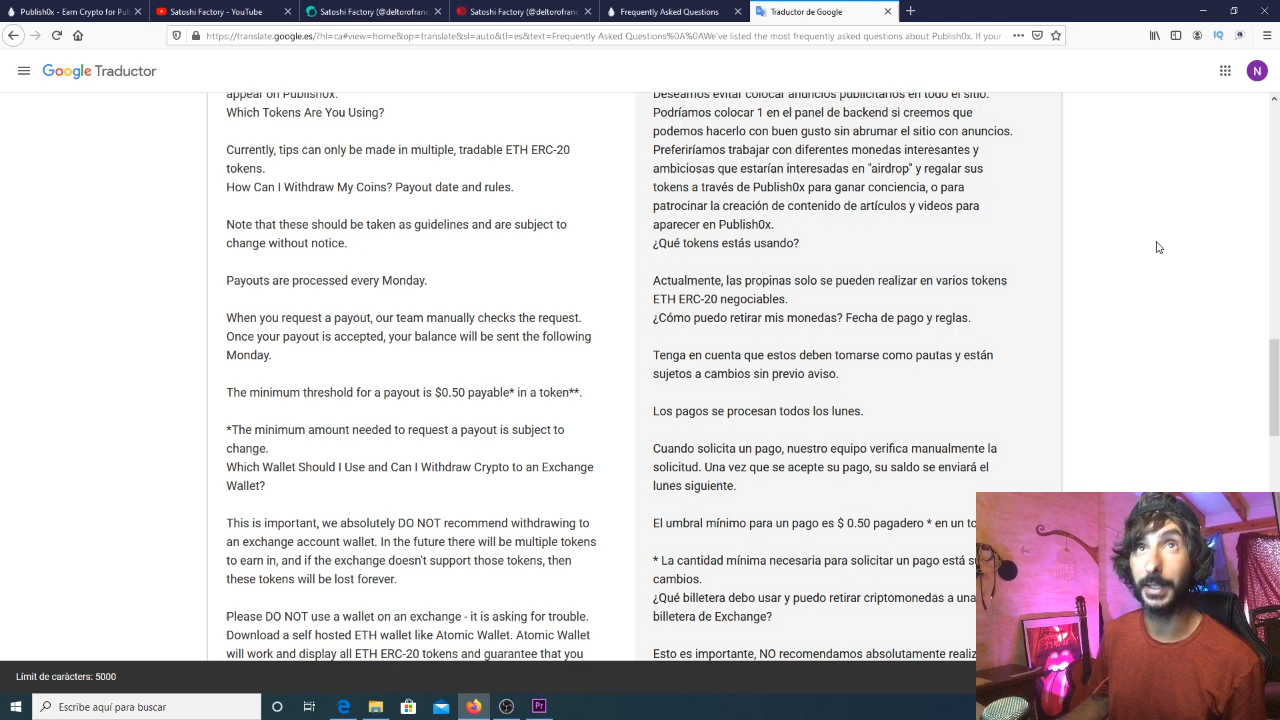 Publish0x - Earn Crypto for Pub
Satoshi Factory - YouTube
Satoshi Factory (@deltorofranc
Satoshi Factory (@deltorofranc
Frequently Asked Questions
Traductor de Google
https://translate.google.es/?hl=ca#view=home&op=translate&sl=auto&tl=es&text=Frequently Asked Questions%0A%0AWe've listed the most frequently asked questions about Publish0x. If your
Google Traductor
N
appear on Publish0x.
Which Tokens Are You Using?
Currently, tips can only be made in multiple, tradable ETH ERC-20
tokens.
How Can I Withdraw My Coins? Payout date and rules.
Note that these should be taken as guidelines and are subject to
change without notice.
Payouts are processed every Monday.
When you request a payout, our team manually checks the request.
Once your payout is accepted, your balance will be sent the following
Monday.
The minimum threshold for a payout is $0.50 payable* in a token**.
*The minimum amount needed to request a payout is subject to
change.
Which Wallet Should I Use and Can I Withdraw Crypto to an Exchange
Wallet?
This is important, we absolutely DO NOT recommend withdrawing to
an exchange account wallet. In the future there will be multiple tokens
to earn in, and if the exchange doesn't support those tokens, then
these tokens will be lost forever.
Please DO NOT use a wallet on an exchange - it is asking for trouble.
Download a self hosted ETH wallet like Atomic Wallet. Atomic Wallet
will work and display all ETH ERC-20 tokens and guarantee that you
Deseamos evitar colocar anuncios publicitarios en todo el sitio.
Podríamos colocar 1 en el panel de backend si creemos que
podemos hacerlo con buen gusto sin abrumar el sitio con anuncios.
Preferiríamos trabajar con diferentes monedas interesantes y
ambiciosas que estarían interesadas en "airdrop" y regalar sus
tokens a través de Publish0x para ganar conciencia, o para
patrocinar la creación de contenido de artículos y videos para
aparecer en Publish0x.
¿Qué tokens estás usando?
Actualmente, las propinas solo se pueden realizar en varios tokens
ETH ERC-20 negociables.
¿Cómo puedo retirar mis monedas? Fecha de pago y reglas.
Tenga en cuenta que estos deben tomarse como pautas y están
sujetos a cambios sin previo aviso.
Los pagos se procesan todos los lunes.
Cuando solicita un pago, nuestro equipo verifica manualmente la
solicitud. Una vez que se acepte su pago, su saldo se enviará el
lunes siguiente.
El umbral mínimo para un pago es $ 0.50 pagadero * en un to
* La cantidad mínima necesaria para solicitar un pago está su
cambios.
¿Qué billetera debo usar y puedo retirar criptomonedas a una
billetera de Exchange?
Esto es importante, NO recomendamos absolutamente realiz
Límit de caràcters: 5000
Escribe aquí para buscar